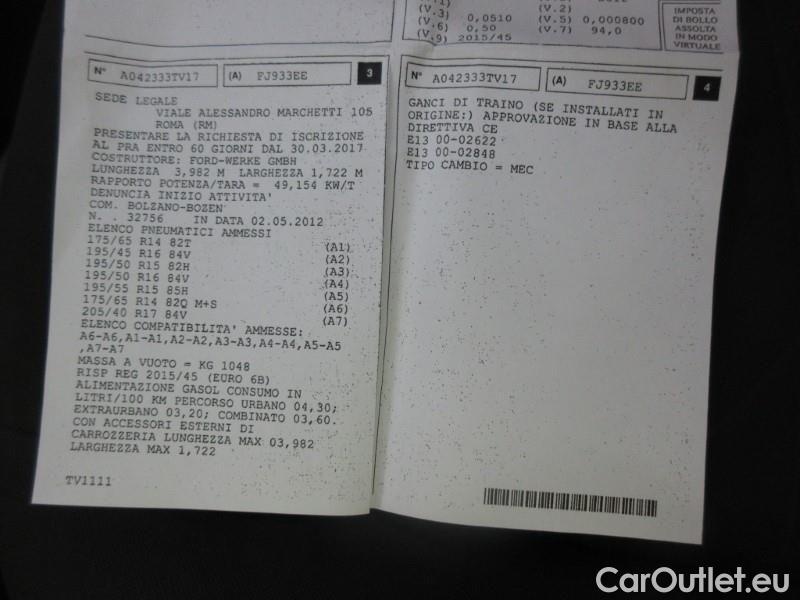 (V.2)
(V.3) 0,0510 (V.5) 0,000800
(V.6) 0,50 (V.7) 94,0
(V.9) 2015/45
IMPOSTA
DI BOLLO
ASSOLTA
IN MODO
VIRTUALE
N° A042333TV17 (A) FJ933EE 3
SEDE LEGALE
VIALE ALESSANDRO MARCHETTI 105
ROMA (RM)
PRESENTARE LA RICHIESTA DI ISCRIZIONE
AL PRA ENTRO 60 GIORNI DAL 30.03.2017
COSTRUTTORE: FORD-WERKE GMBH
LUNGHEZZA 3,982 M LARGHEZZA 1,722 M
RAPPORTO POTENZA/TARA = 49,154 KW/T
DENUNCIA INIZIO ATTIVITA'
COM. BOLZANO-BOZEN
N. . 32756 IN DATA 02.05.2012
ELENCO PNEUMATICI AMMESSI
175/65 R14 82T (A1)
195/45 R16 84V (A2)
195/50 R15 82H (A3)
195/50 R16 84V (A4)
195/55 R15 85H (A5)
175/65 R14 82Q M+S (A6)
205/40 R17 84V (A7)
ELENCO COMPATIBILITA' AMMESSE:
A6-A6,A1-A1,A2-A2,A3-A3,A4-A4,A5-A5
,A7-A7
MASSA A VUOTO = KG 1048
RISP REG 2015/45 (EURO 6B)
ALIMENTAZIONE GASOL CONSUMO IN
LITRI/100 KM PERCORSO URBANO 04,30;
EXTRAURBANO 03,20; COMBINATO 03,60.
CON ACCESSORI ESTERNI DI
CARROZZERIA LUNGHEZZA MAX 03,982
LARGHEZZA MAX 1,722
TV1111
N° A042333TV17 (A) FJ933EE 4
GANCI DI TRAINO (SE INSTALLATI IN
ORIGINE:) APPROVAZIONE IN BASE ALLA
DIRETTIVA CE
E13 00-02622
E13 00-02848
TIPO CAMBIO = MEC
CarOutlet.eu